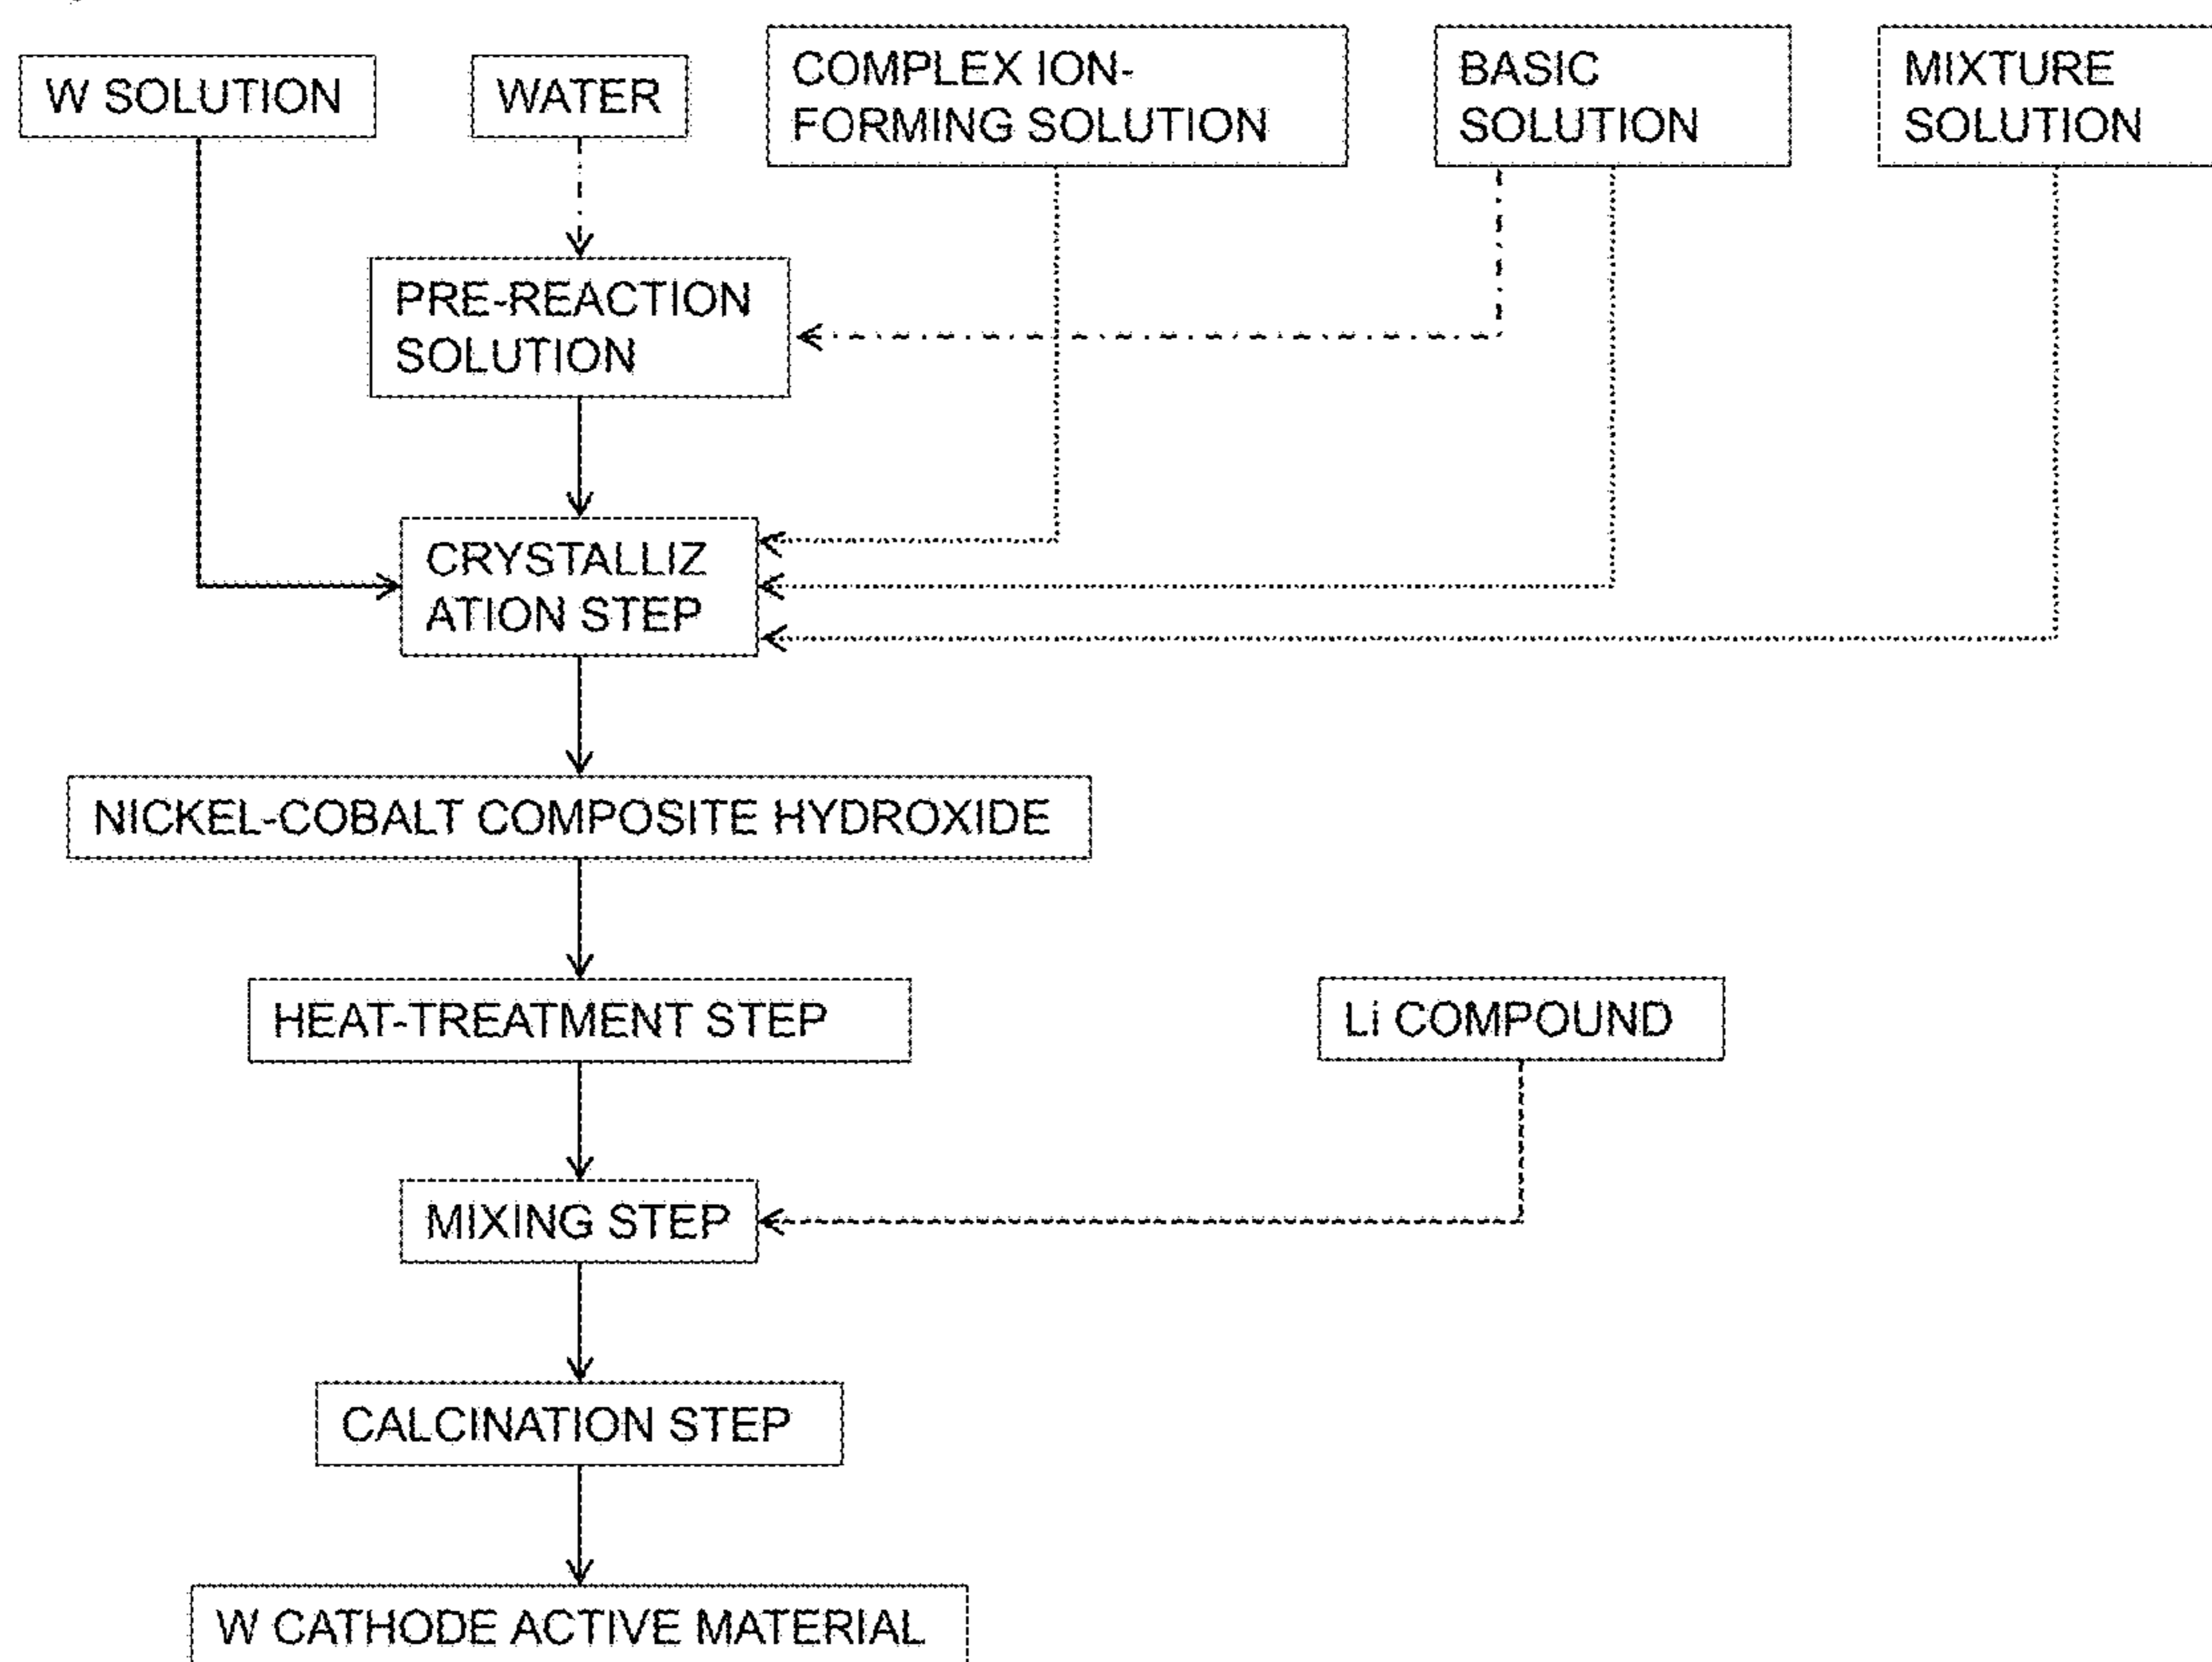 W SOLUTION
WATER
COMPLEX ION-
FORMING SOLUTION
BASIC
SOLUTION
MIXTURE
SOLUTION
PRE-REACTION
SOLUTION
CRYSTALLIZ
ATION STEP
NICKEL-COBALT COMPOSITE HYDROXIDE
HEAT-TREATMENT STEP
Li COMPOUND
MIXING STEP
CALCINATION STEP
W CATHODE ACTIVE MATERIAL